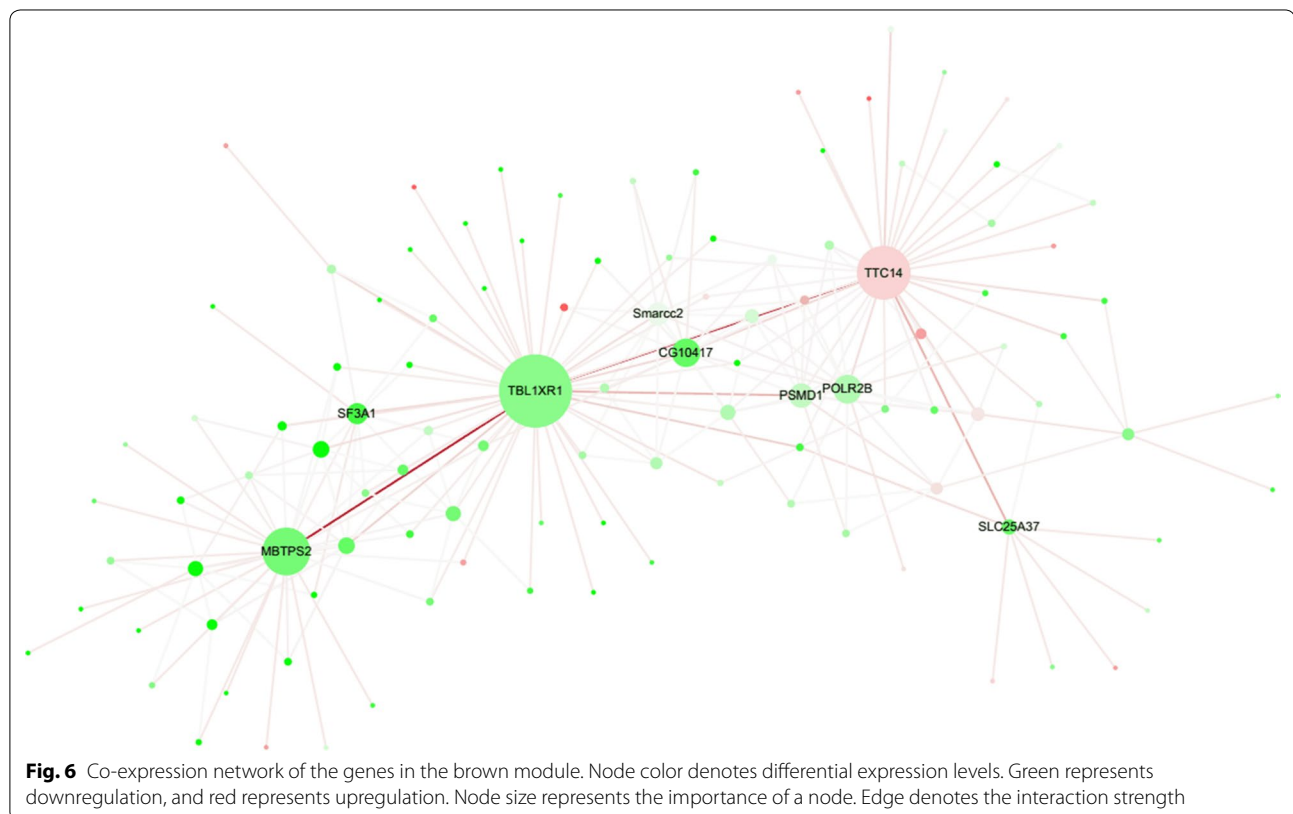 TTC14
Smarcc2
CG10417
TBL1XR1
PSMD1
POLR2B
SF3A1
SLC25A37
MBTPS2
Fig. 6 Co-expression network of the genes in the brown module. Node color denotes differential expression levels. Green represents
downregulation, and red represents upregulation. Node size represents the importance of a node. Edge denotes the interaction strength